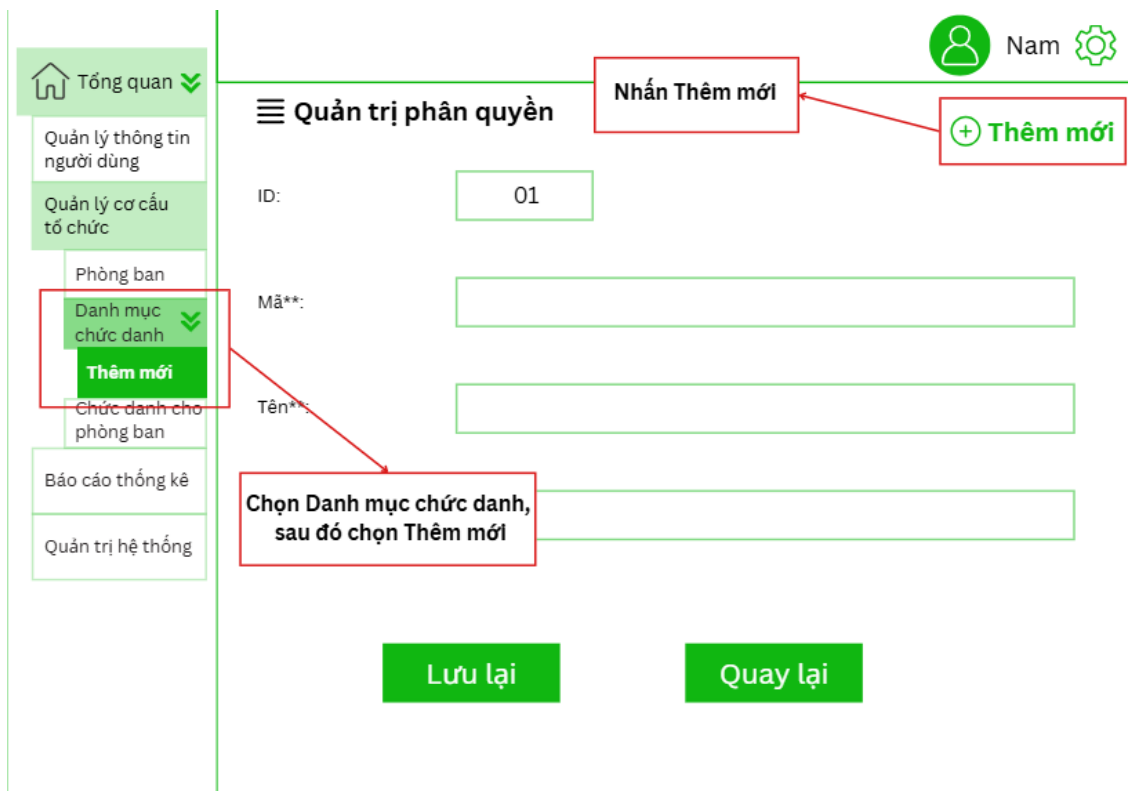 Tổng quan
Quản lý thông tin
người dùng
Quản lý cơ cấu
tổ chức
Phòng ban
Danh mục
chức danh
Thêm mới
Chức danh cho
phòng ban
Báo cáo thống kê
Quản trị hệ thống
Nam
Quản trị phân quyền
Nhấn Thêm mới
Thêm mới
ID:
01
Mã**:
Tên**:
Chọn Danh mục chức danh,
sau đó chọn Thêm mới
Lưu lại
Quay lại